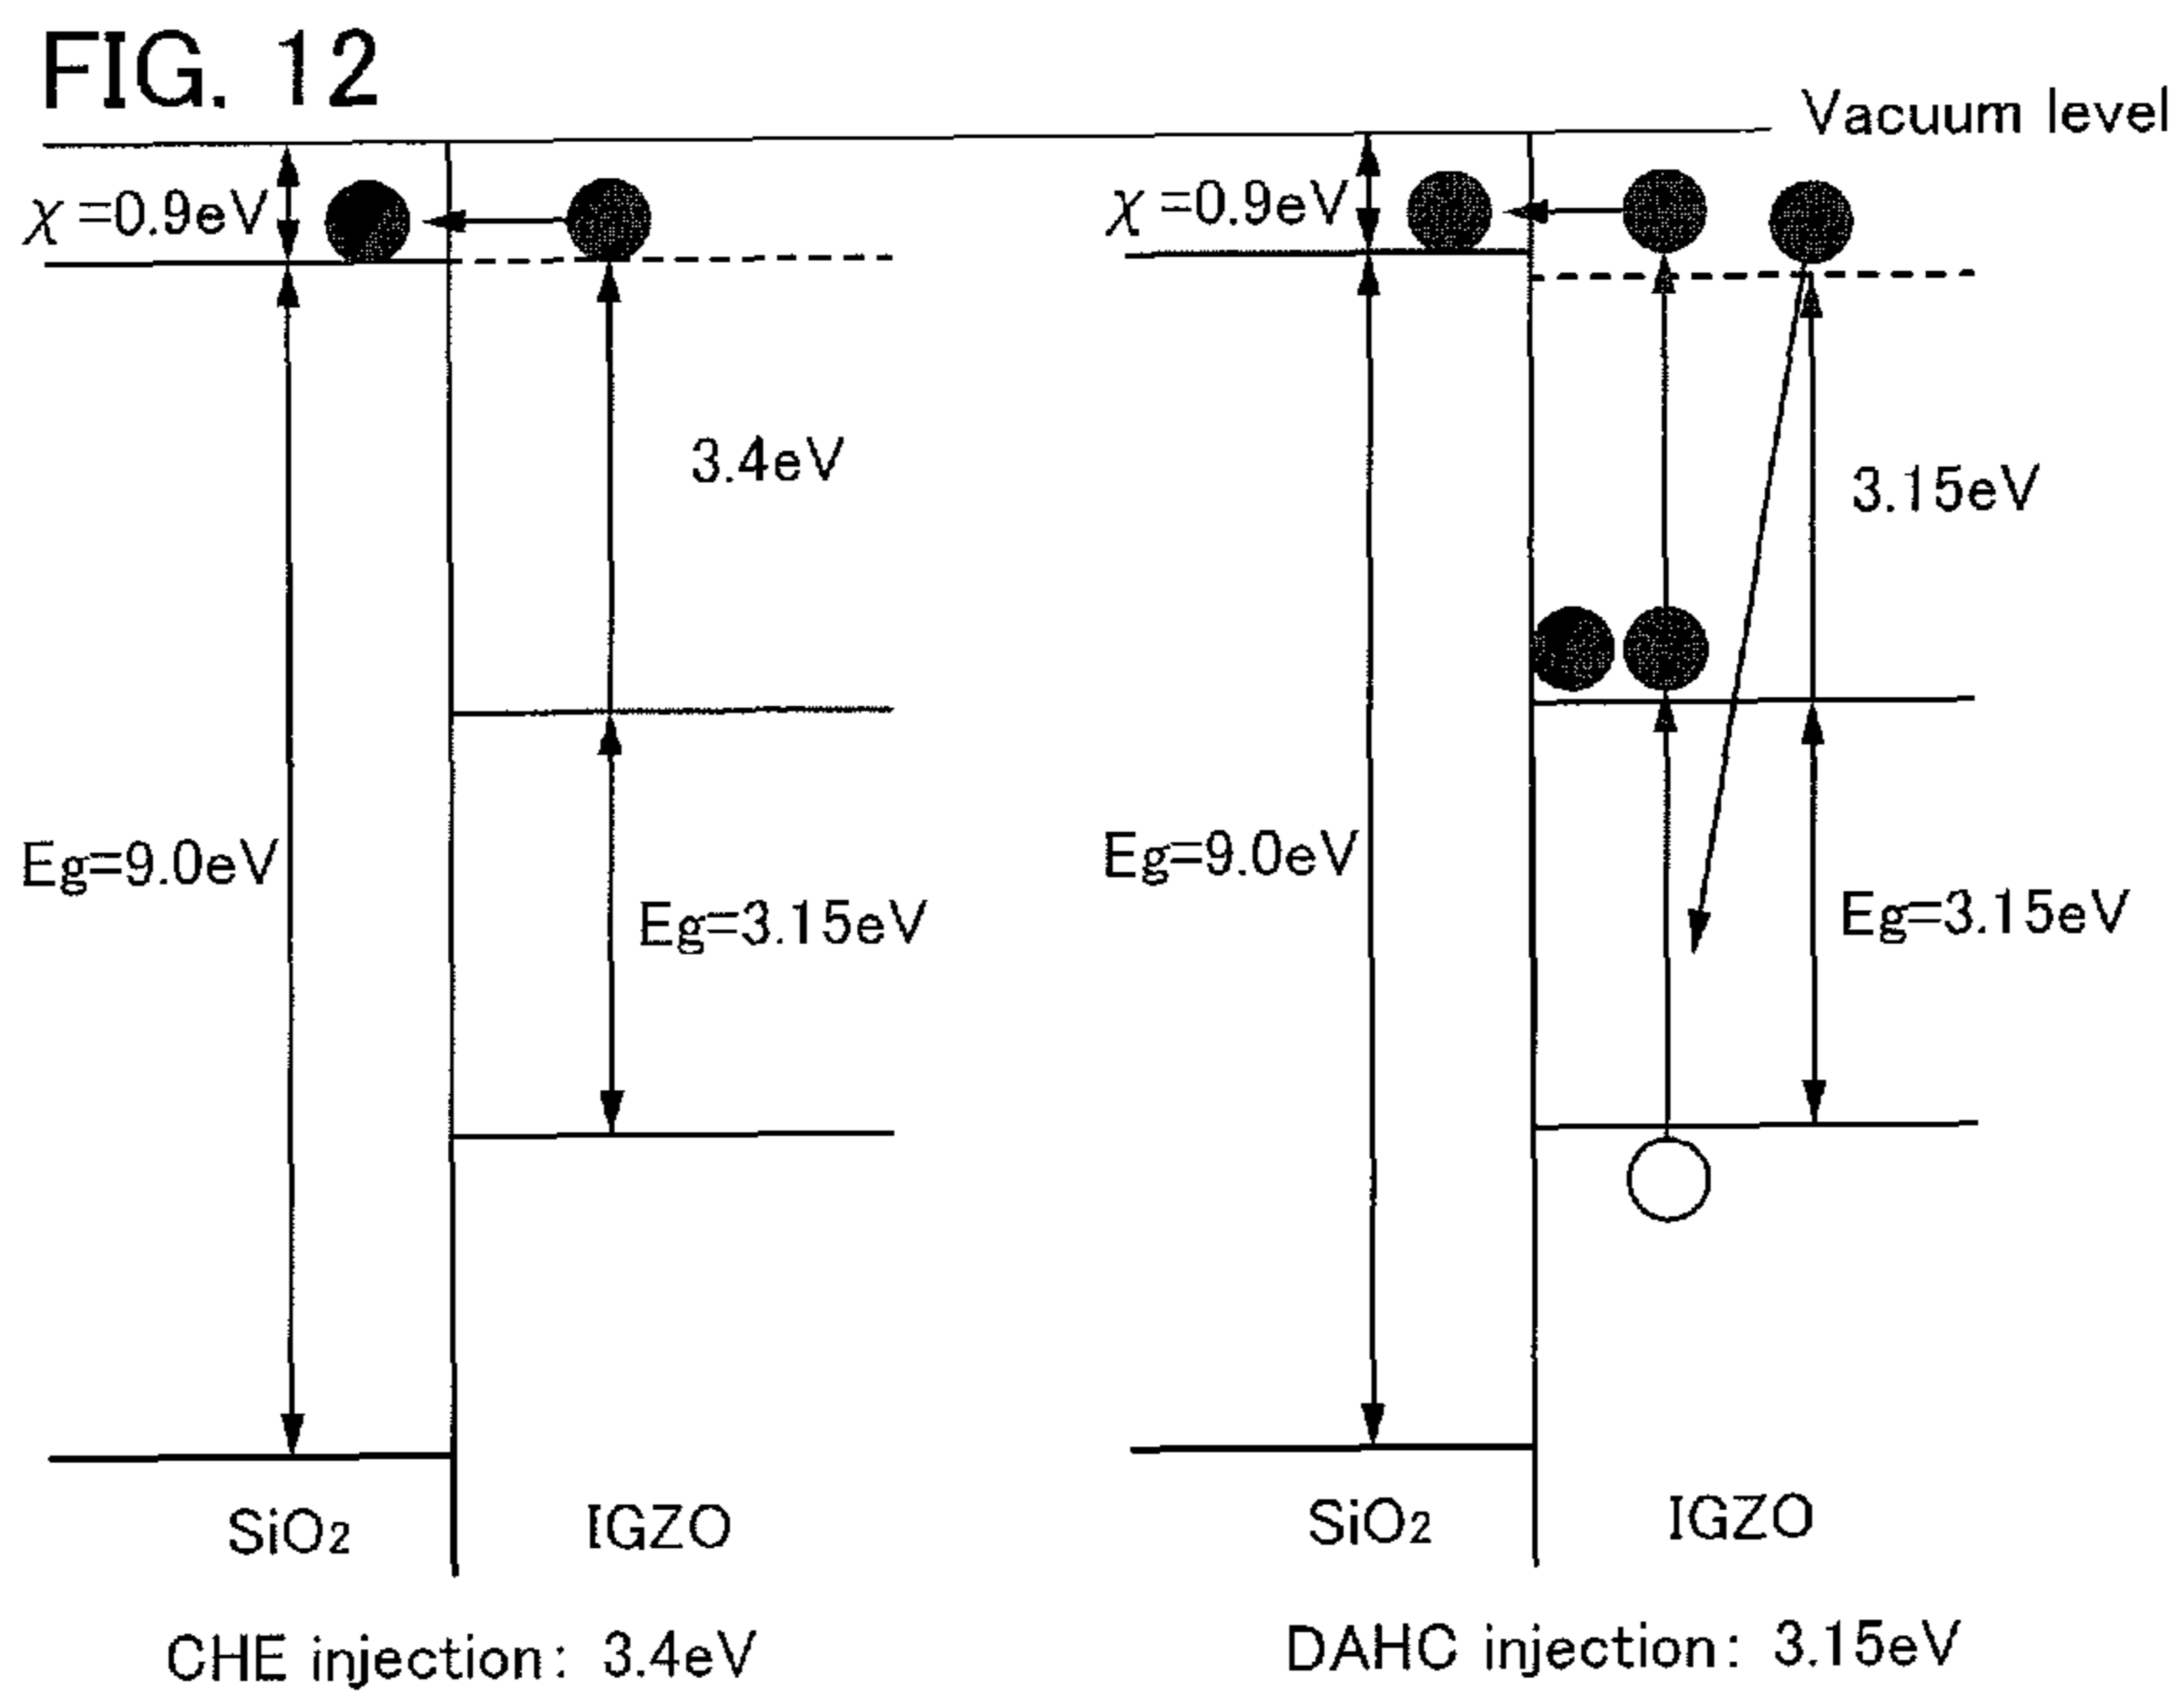 FIG. 12
Vacuum level
χ=0.9eV
3.4eV
Eg=9.0eV
Eg=3.15eV
SiO₂
IGZO
CHE injection: 3.4eV
χ=0.9eV
3.15eV
Eg=9.0eV
Eg=3.15eV
SiO₂
IGZO
DAHC injection: 3.15eV